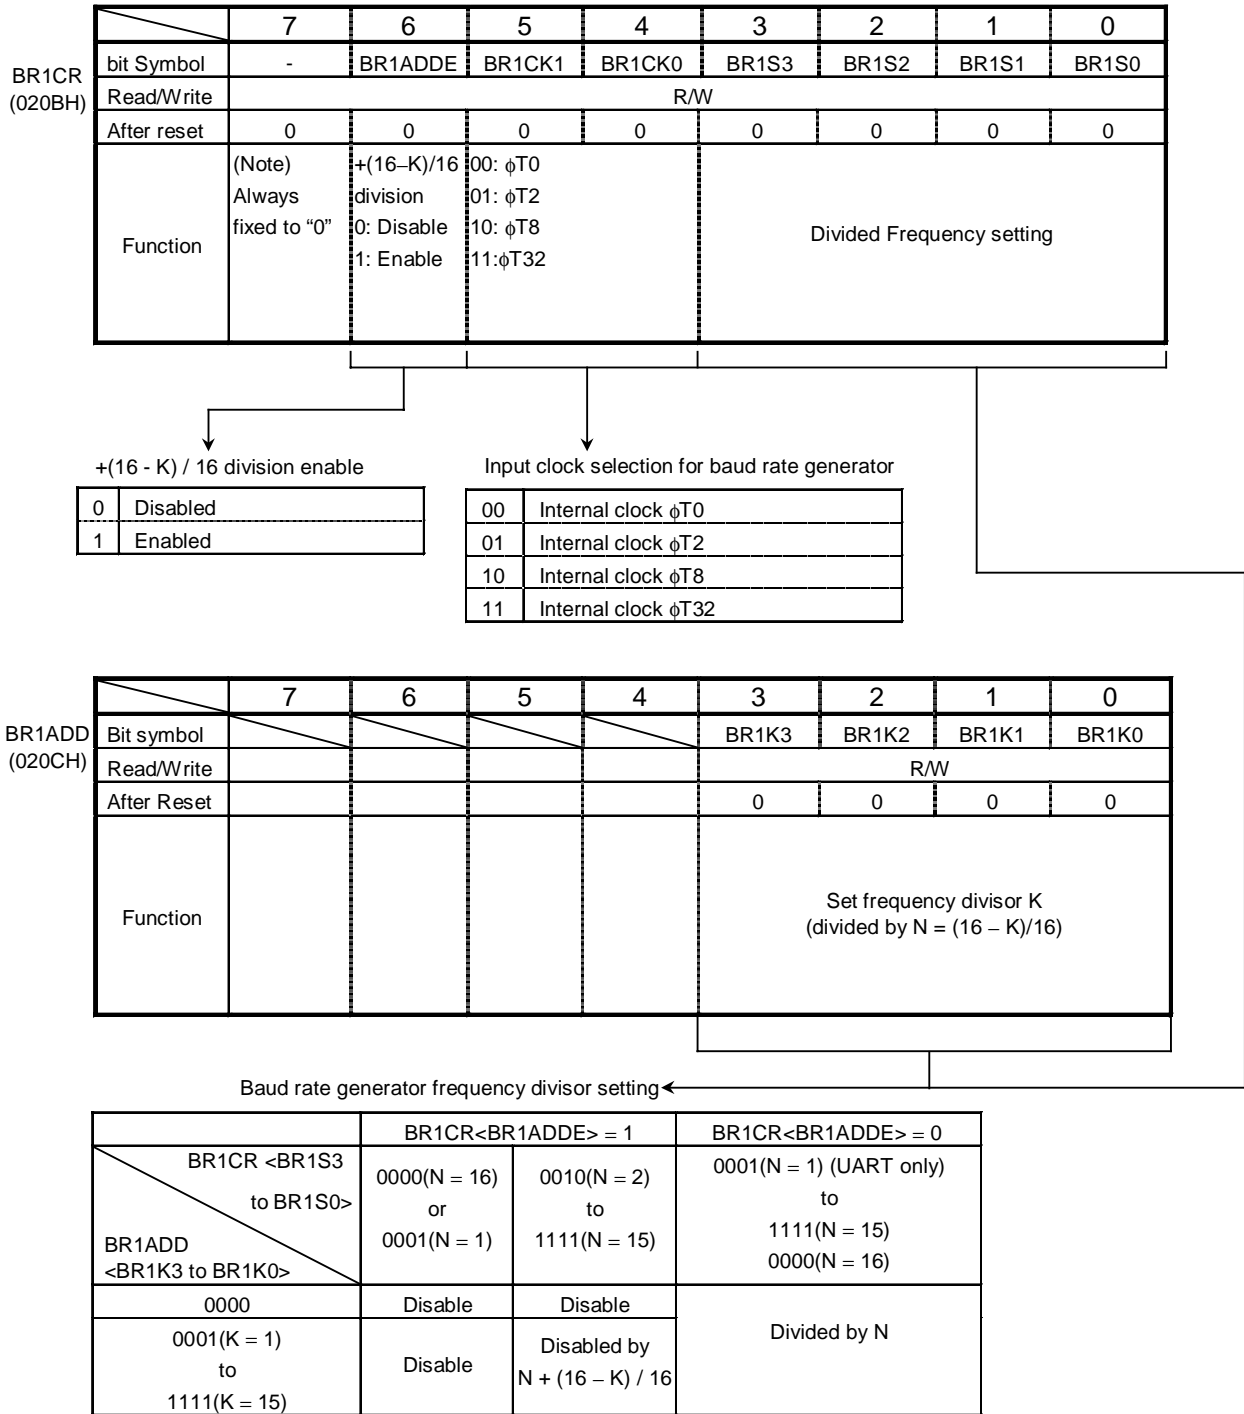 7 6 5 4 3 2 1 0
BR1CR
(020BH)
bit Symbol - BR1ADDE BR1CK1 BR1CK0 BR1S3 BR1S2 BR1S1 BR1S0
Read/Write R/W
After reset 0 0 0 0 0 0 0 0
Function
(Note)
Always
fixed to “0”
+(16–K)/16
division
0: Disable
1: Enable
00: ϕT0
01: ϕT2
10: ϕT8
11:ϕT32
Divided Frequency setting
+(16 - K) / 16 division enable
0 Disabled
1 Enabled
Input clock selection for baud rate generator
00 Internal clock ϕT0
01 Internal clock ϕT2
10 Internal clock ϕT8
11 Internal clock ϕT32
7 6 5 4 3 2 1 0
BR1ADD
(020CH)
Bit symbol BR1K3 BR1K2 BR1K1 BR1K0
Read/Write R/W
After Reset 0 0 0 0
Function
Set frequency divisor K
(divided by N = (16 – K)/16)
Baud rate generator frequency divisor setting
BR1CR<BR1ADDE> = 1 BR1CR<BR1ADDE> = 0
BR1CR <BR1S3
to BR1S0>
BR1ADD
<BR1K3 to BR1K0>
0000(N = 16)
or
0001(N = 1)
0010(N = 2)
to
1111(N = 15)
0001(N = 1) (UART only)
to
1111(N = 15)
0000(N = 16)
0000 Disable Disable
0001(K = 1)
to
1111(K = 15)
Disable
Disabled by
N + (16 – K) / 16
Divided by N